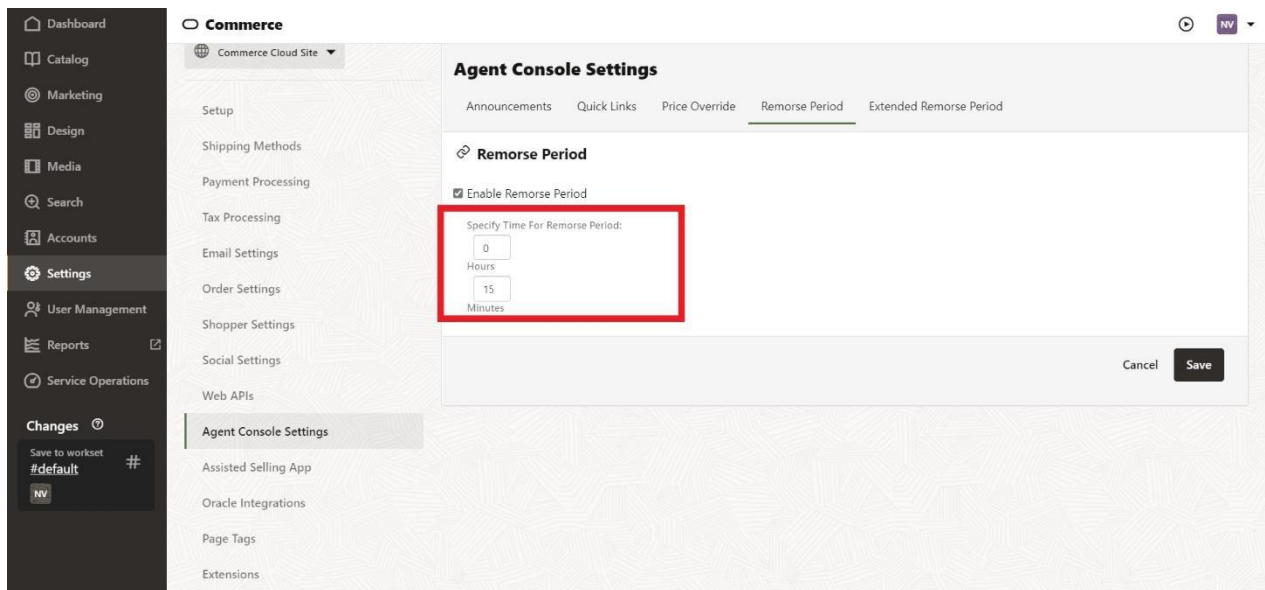 Dashboard
Catalog
Marketing
Design
Media
Search
Accounts
Settings
User Management
Reports
Service Operations
Changes
Save to workset
#default
#
NV
Commerce
NV
Commerce Cloud Site
Setup
Shipping Methods
Payment Processing
Tax Processing
Email Settings
Order Settings
Shopper Settings
Social Settings
Web APIs
Agent Console Settings
Assisted Selling App
Oracle Integrations
Page Tags
Extensions
Agent Console Settings
Announcements Quick Links Price Override Remorse Period Extended Remorse Period
Remorse Period
Enable Remorse Period
Specify Time For Remorse Period:
0
Hours
15
Minutes
Cancel Save